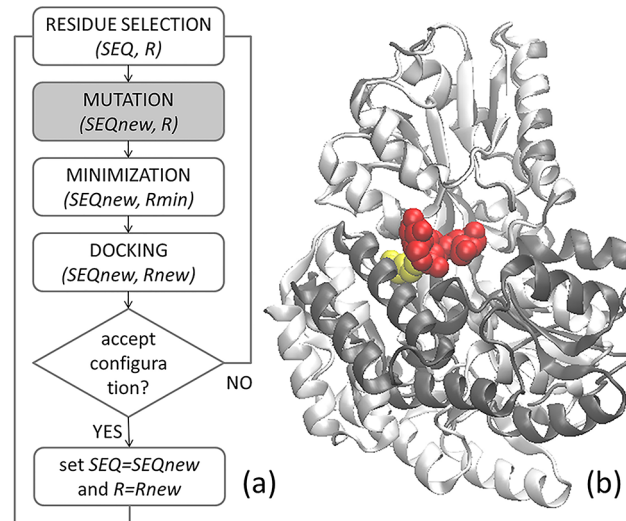 RESIDUE SELECTION
(SEQ, R)
MUTATION
(SEQnew, R)
MINIMIZATION
(SEQnew, Rmin)
DOCKING
(SEQnew, Rnew)
accept
configura
tion?
NO
YES
set SEQ=SEQnew
and R=Rnew
(a)
(b)